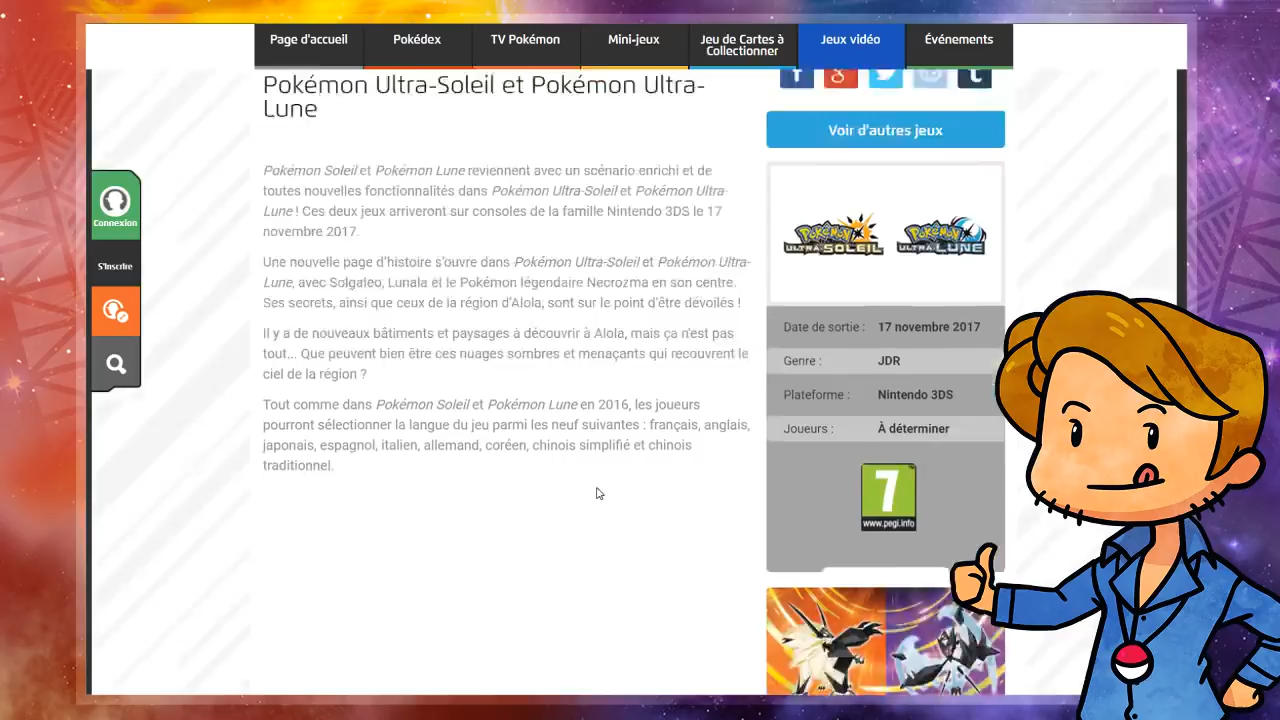 Page d'accueil
Pokédex
TV Pokémon
Mini-jeux
Jeu de Cartes à
Collectionner
Jeux vidéo
Événements
Pokémon Ultra-Soleil et Pokémon Ultra-
Lune
Pokémon Soleil et Pokémon Lune reviennent avec un scénario enrichi et de
toutes nouvelles fonctionnalités dans Pokémon Ultra-Soleil et Pokémon Ultra-
Lune ! Ces deux jeux arriveront sur consoles de la famille Nintendo 3DS le 17
novembre 2017.
Une nouvelle page d'histoire s'ouvre dans Pokémon Ultra-Soleil et Pokémon Ultra-
Lune, avec Solgaleo, Lunala et le Pokémon légendaire Necrozma en son centre.
Ses secrets, ainsi que ceux de la région d'Alola, sont sur le point d'être dévoilés !
Il y a de nouveaux bâtiments et paysages à découvrir à Alola, mais ça n'est pas
tout... Que peuvent bien être ces nuages sombres et menaçants qui recouvrent le
ciel de la région ?
Tout comme dans Pokémon Soleil et Pokémon Lune en 2016, les joueurs
pourront sélectionner la langue du jeu parmi les neuf suivantes : français, anglais,
japonais, espagnol, italien, allemand, coréen, chinois simplifié et chinois
traditionnel.
Connexion
S'inscrire
Voir d'autres jeux
Pokémon
ULTRA-SOLEIL
Pokémon
ULTRA-LUNE
Date de sortie : 17 novembre 2017
Genre : JDR
Plateforme : Nintendo 3DS
Joueurs : À déterminer
7
www.pegi.info